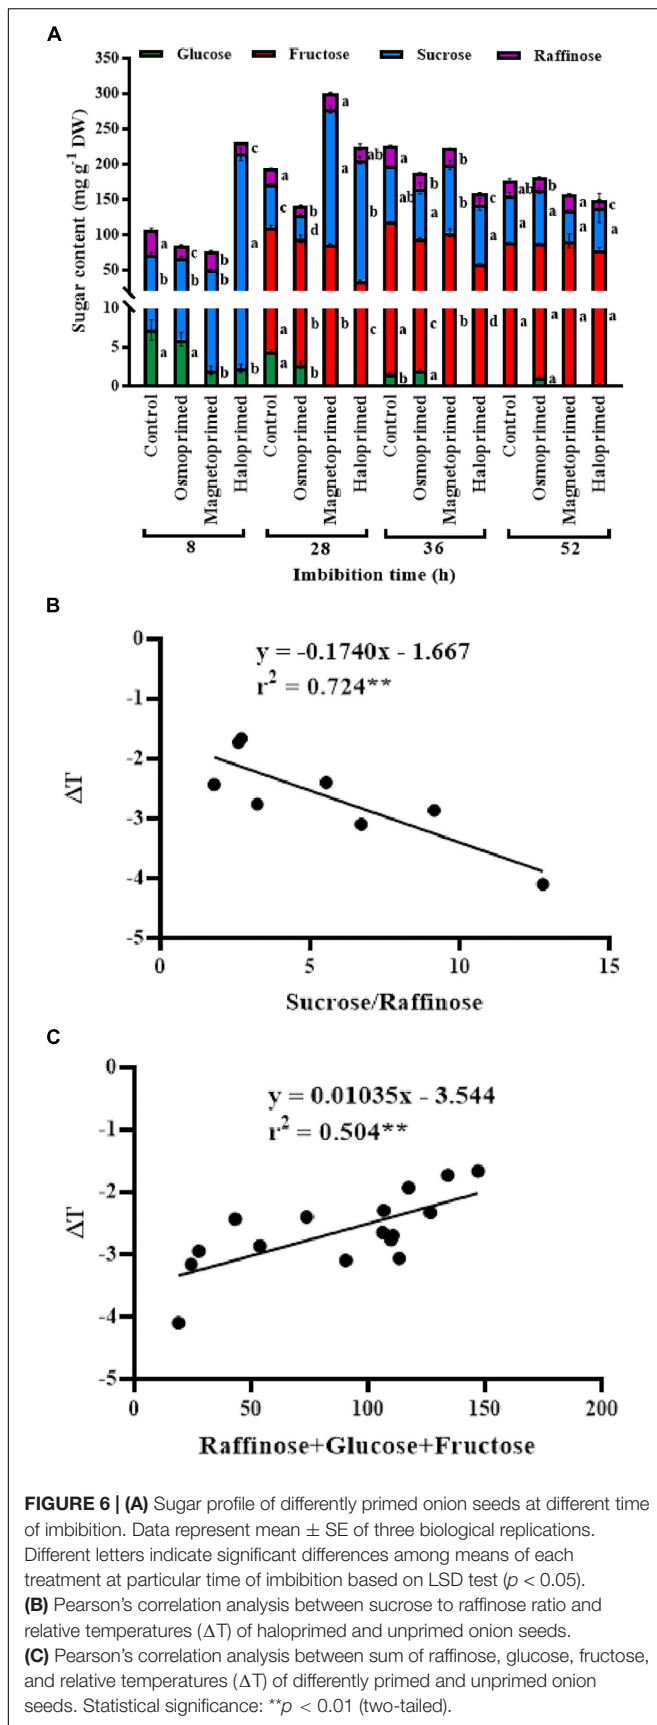 A
Glucose Fructose Sucrose Raffinose
Sugar content (mg g-1 DW)
350
300
250
200
150
100
50
10
5
0
a b a c b a b b b c a b a c a a b d b b a a b ab b c a ab a b b a c a b b b c a d ab a a b a a a a a a c a a
Control Osmoprimed Magnetoprimed Haloprimed Control Osmoprimed Magnetoprimed Haloprimed Control Osmoprimed Magnetoprimed Haloprimed Control Osmoprimed Magnetoprimed Haloprimed
8 28 36 52
Imbibition time (h)
B
y = -0.1740x - 1.667
r2 = 0.724**
ΔT
0
-1
-2
-3
-4
-5
0 5 10 15
Sucrose/Raffinose
C
y = 0.01035x - 3.544
r2 = 0.504**
ΔT
0
-1
-2
-3
-4
-5
0 50 100 150 200
Raffinose+Glucose+Fructose
FIGURE 6 | (A) Sugar profile of differently primed onion seeds at different time
of imbibition. Data represent mean ± SE of three biological replications.
Different letters indicate significant differences among means of each
treatment at particular time of imbibition based on LSD test (p < 0.05).
(B) Pearson's correlation analysis between sucrose to raffinose ratio and
relative temperatures (ΔT) of haloprimed and unprimed onion seeds.
(C) Pearson's correlation analysis between sum of raffinose, glucose, fructose,
and relative temperatures (ΔT) of differently primed and unprimed onion
seeds. Statistical significance: **p < 0.01 (two-tailed).